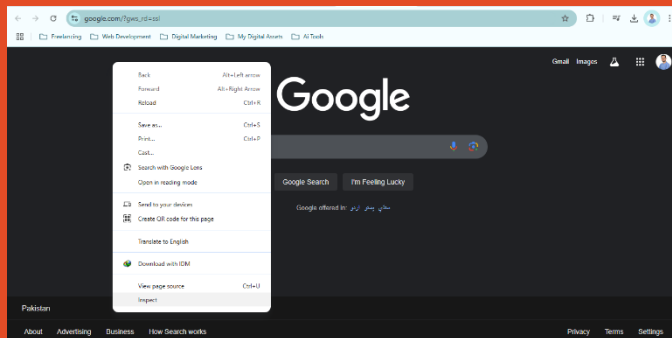 google.com/?gws_rd=ssl
Freelancing Web Development Digital Marketing My Digital Assets Ai Tools
Gmail Images
Back Alt+Left arrow
Forward Alt+Right Arrow
Reload Ctrl+R
Save as... Ctrl+S
Print... Ctrl+P
Cast...
Search with Google Lens
Open in reading mode
Send to your devices
Create QR code for this page
Translate to English
Download with IDM
View page source Ctrl+U
Inspect
Google
Google Search I'm Feeling Lucky
Google offered in: اردو پښتو سنڌي
Pakistan
About Advertising Business How Search works
Privacy Terms Settings